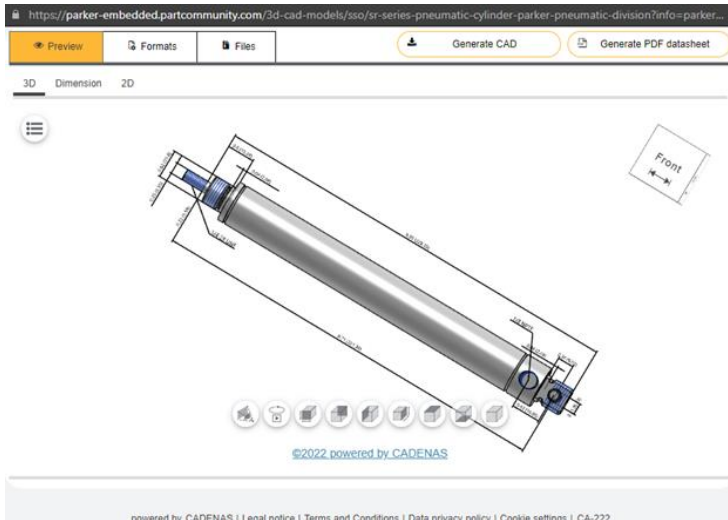 https://parker-embedded.partcommunity.com/3d-cad-models/sso/sr-series-pneumatic-cylinder-parker-pneumatic-division?info=parker...
Preview
Formats
Files
Generate CAD
Generate PDF datasheet
3D
Dimension
2D
Front
©2022 powered by CADENAS
powered by CADENAS | Legal notice | Terms and Conditions | Data privacy policy | Cookie settings | CA-222